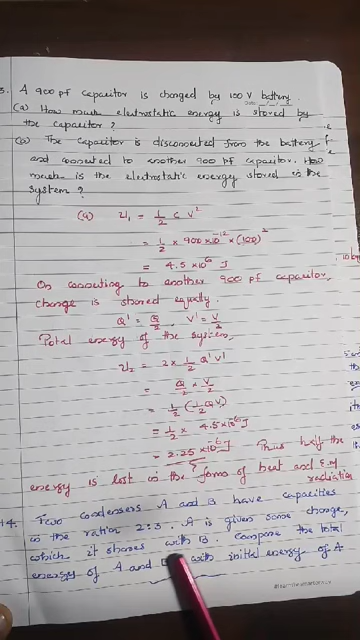 3. A 900 pf capacitor is charged by 100 V battery.
(a) How much electrostatic energy is stored by
the capacitor?
(b) The capacitor is disconnected from the battery
and connected to another 900 pf capacitor. How
much is the electrostatic energy stored in the
system?
(a) U₁ = 1/2 C V²
= 1/2 × 900×10⁻¹² × (100)²
= 4.5×10⁻⁶ J
On connecting to another 900 pf capacitor,
charge is stored equally.
Q' = Q/2, V' = V/2
Total energy of the system,
U₂ = 2 × 1/2 Q'V'
= Q/2 × V/2
= 1/2 (1/2 QV)
= 1/2 × 4.5×10⁻⁶ J
= 2.25×10⁻⁶ J Thus half the
energy is lost in the forms of heat and E.M
radiation
14. Two condensers A and B have capacities
in the ratio 2:3. A is given some charge,
which it shares with B. Compare the total
energy of A and with initial energy of A